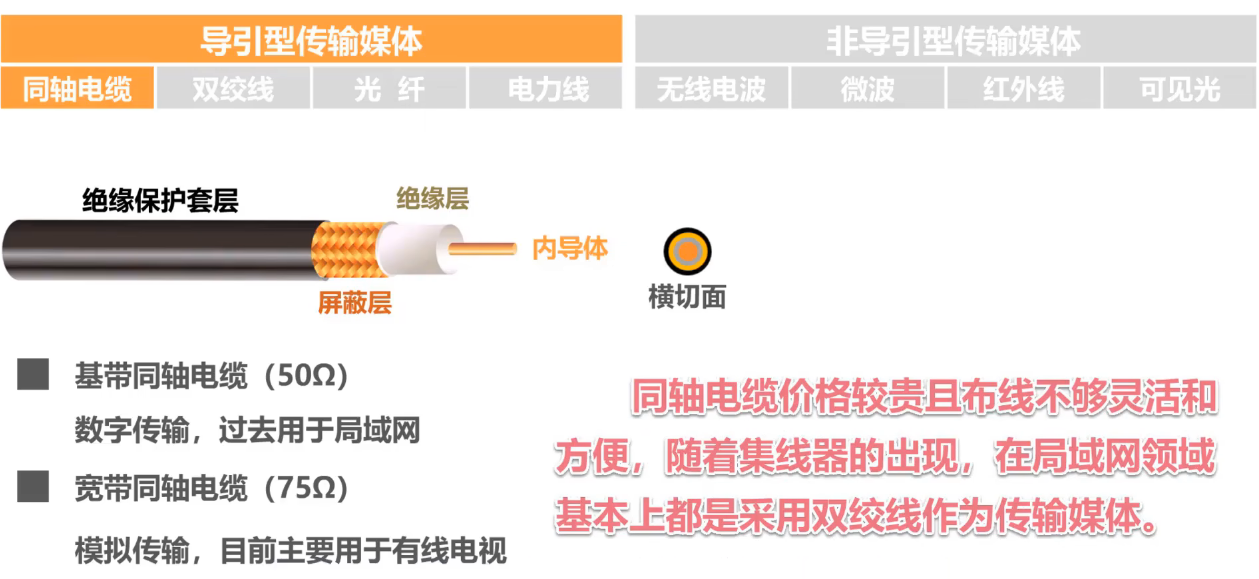 导引型传输媒体
非导引型传输媒体
同轴电缆 双绞线 光 纤 电力线 无线电波 微波 红外线 可见光
绝缘保护套层
绝缘层
内导体
屏蔽层
横切面
基带同轴电缆（50Ω）
数字传输，过去用于局域网
宽带同轴电缆（75Ω）
模拟传输，目前主要用于有线电视
同轴电缆价格较贵且布线不够灵活和
方便，随着集线器的出现，在局域网领域
基本上都是采用双绞线作为传输媒体。